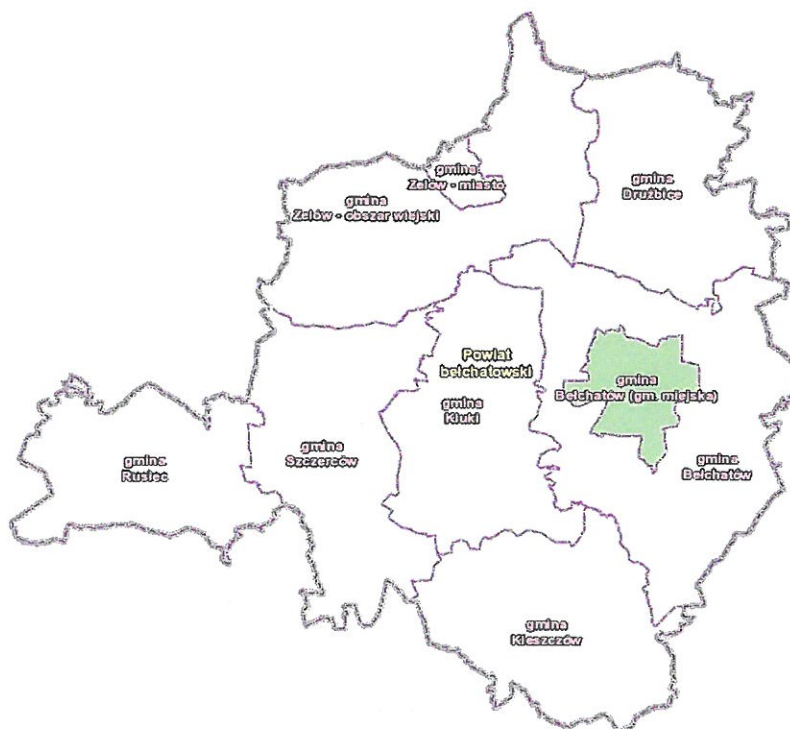 gmina
Zelów - miasto
gmina
Drużbice
gmina
Zelów - obszar wiejski
Powiat
bełchatowski
gmina
Bełchatów (gm. miejska)
gmina
Kluki
gmina
Szczerców
gmina
Rusiec
gmina
Bełchatów
gmina
Kleszczów